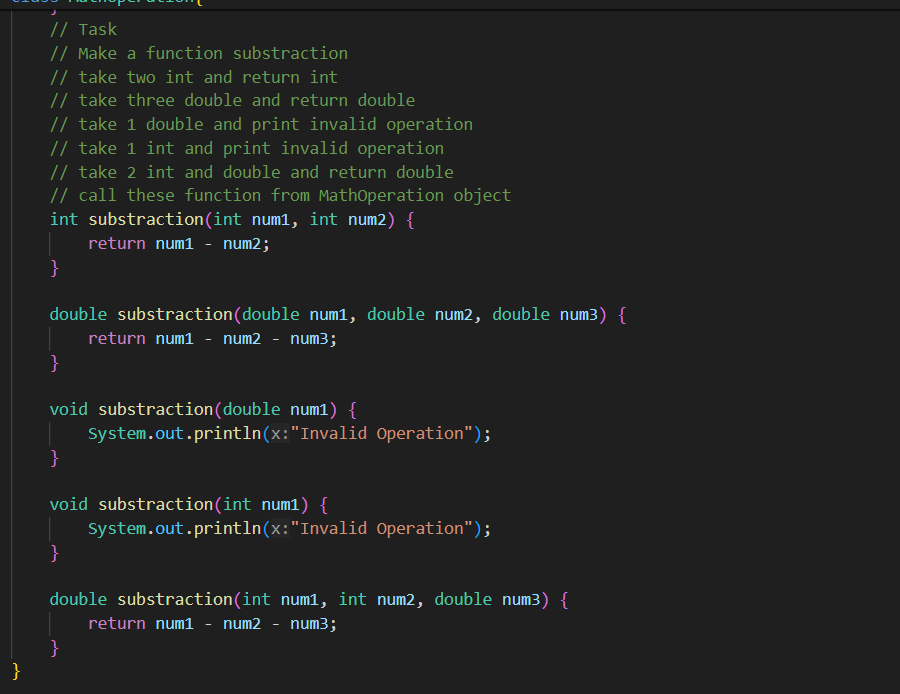 class MathOperation{
}
// Task
// Make a function substraction
// take two int and return int
// take three double and return double
// take 1 double and print invalid operation
// take 1 int and print invalid operation
// take 2 int and double and return double
// call these function from MathOperation object
int substraction(int num1, int num2) {
return num1 - num2;
}
double substraction(double num1, double num2, double num3) {
return num1 - num2 - num3;
}
void substraction(double num1) {
System.out.println(x:"Invalid Operation");
}
void substraction(int num1) {
System.out.println(x:"Invalid Operation");
}
double substraction(int num1, int num2, double num3) {
return num1 - num2 - num3;
}
}